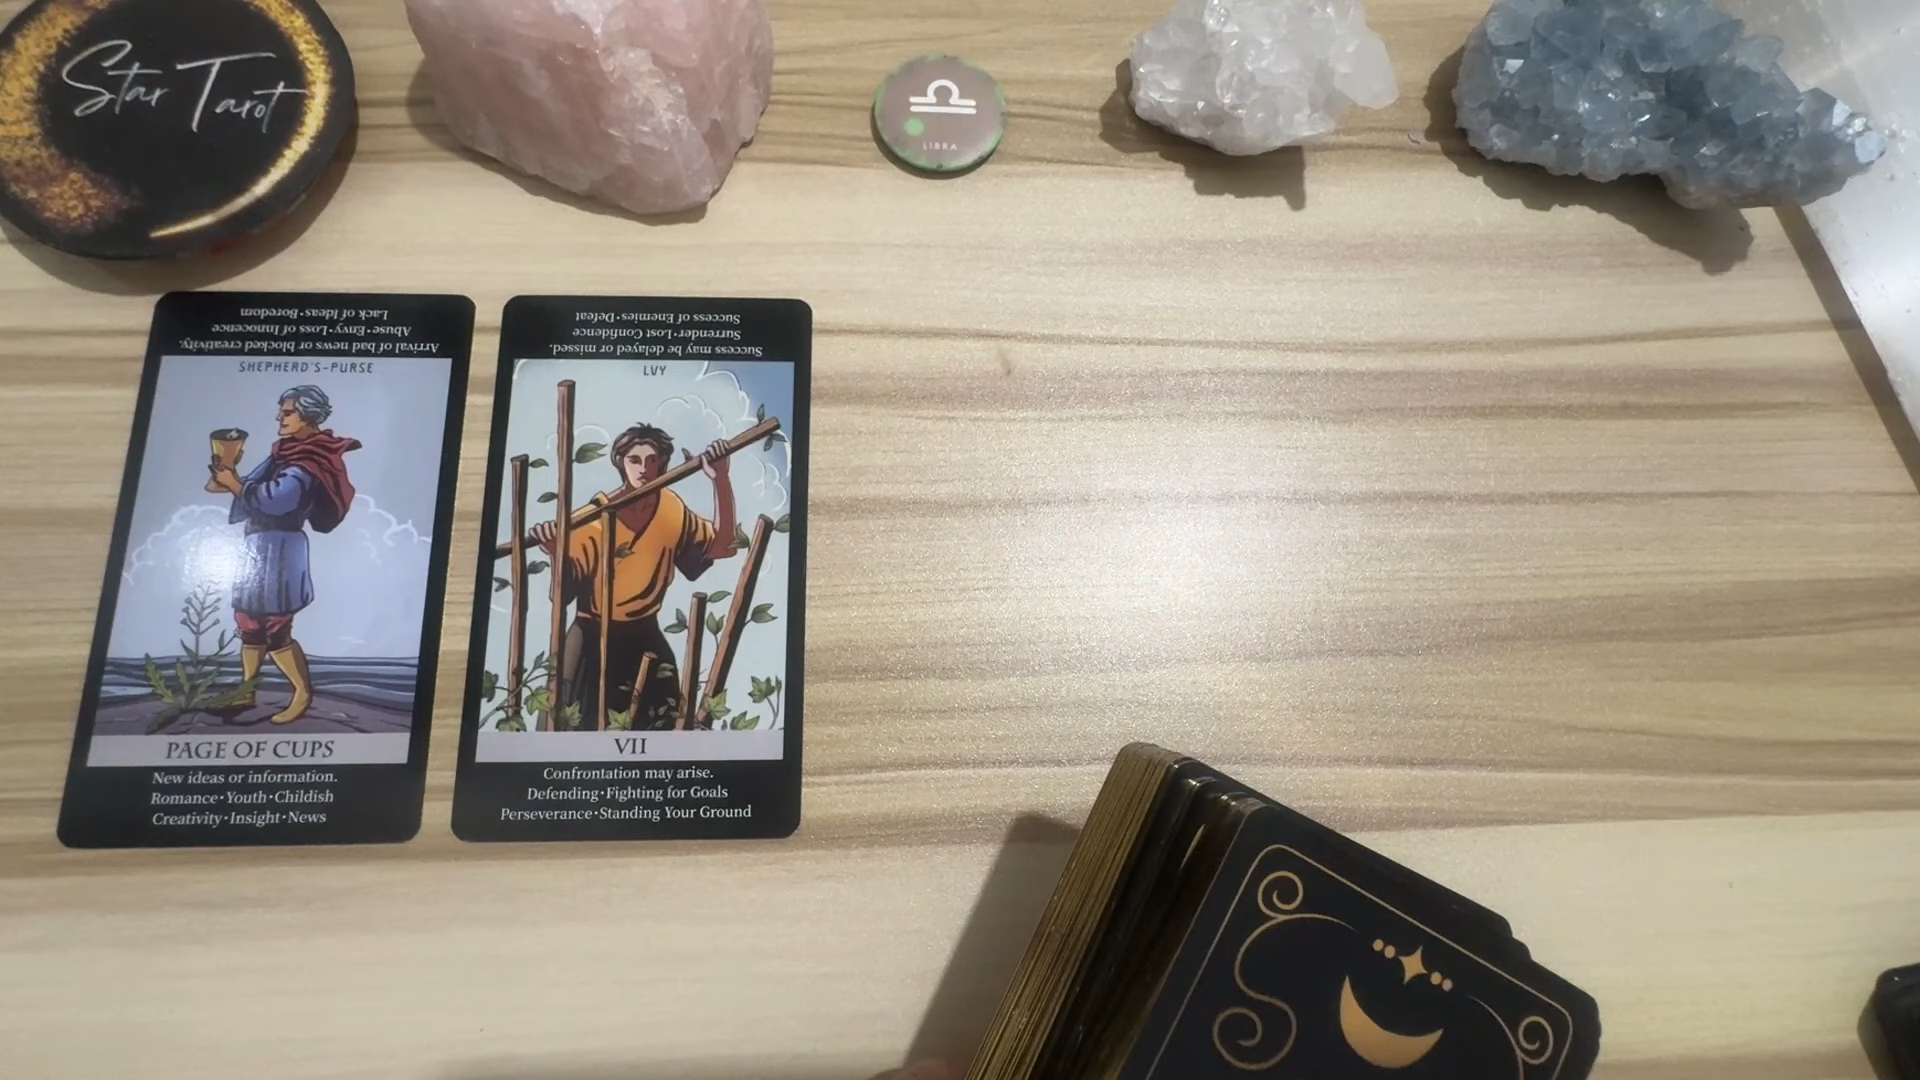 Star Tarot
LIBRA
Arrival of bad news or blocked creativity.
Abuse•Envy•Loss of Innocence
Lack of Ideas•Boredom
SHEPHERD'S-PURSE
PAGE OF CUPS
New ideas or information.
Romance•Youth•Childish
Creativity•Insight•News
Success may be delayed or missed.
Surrender•Lost Confidence
Success of Enemies•Defeat
LVY
VII
Confrontation may arise.
Defending•Fighting for Goals
Perseverance•Standing Your Ground